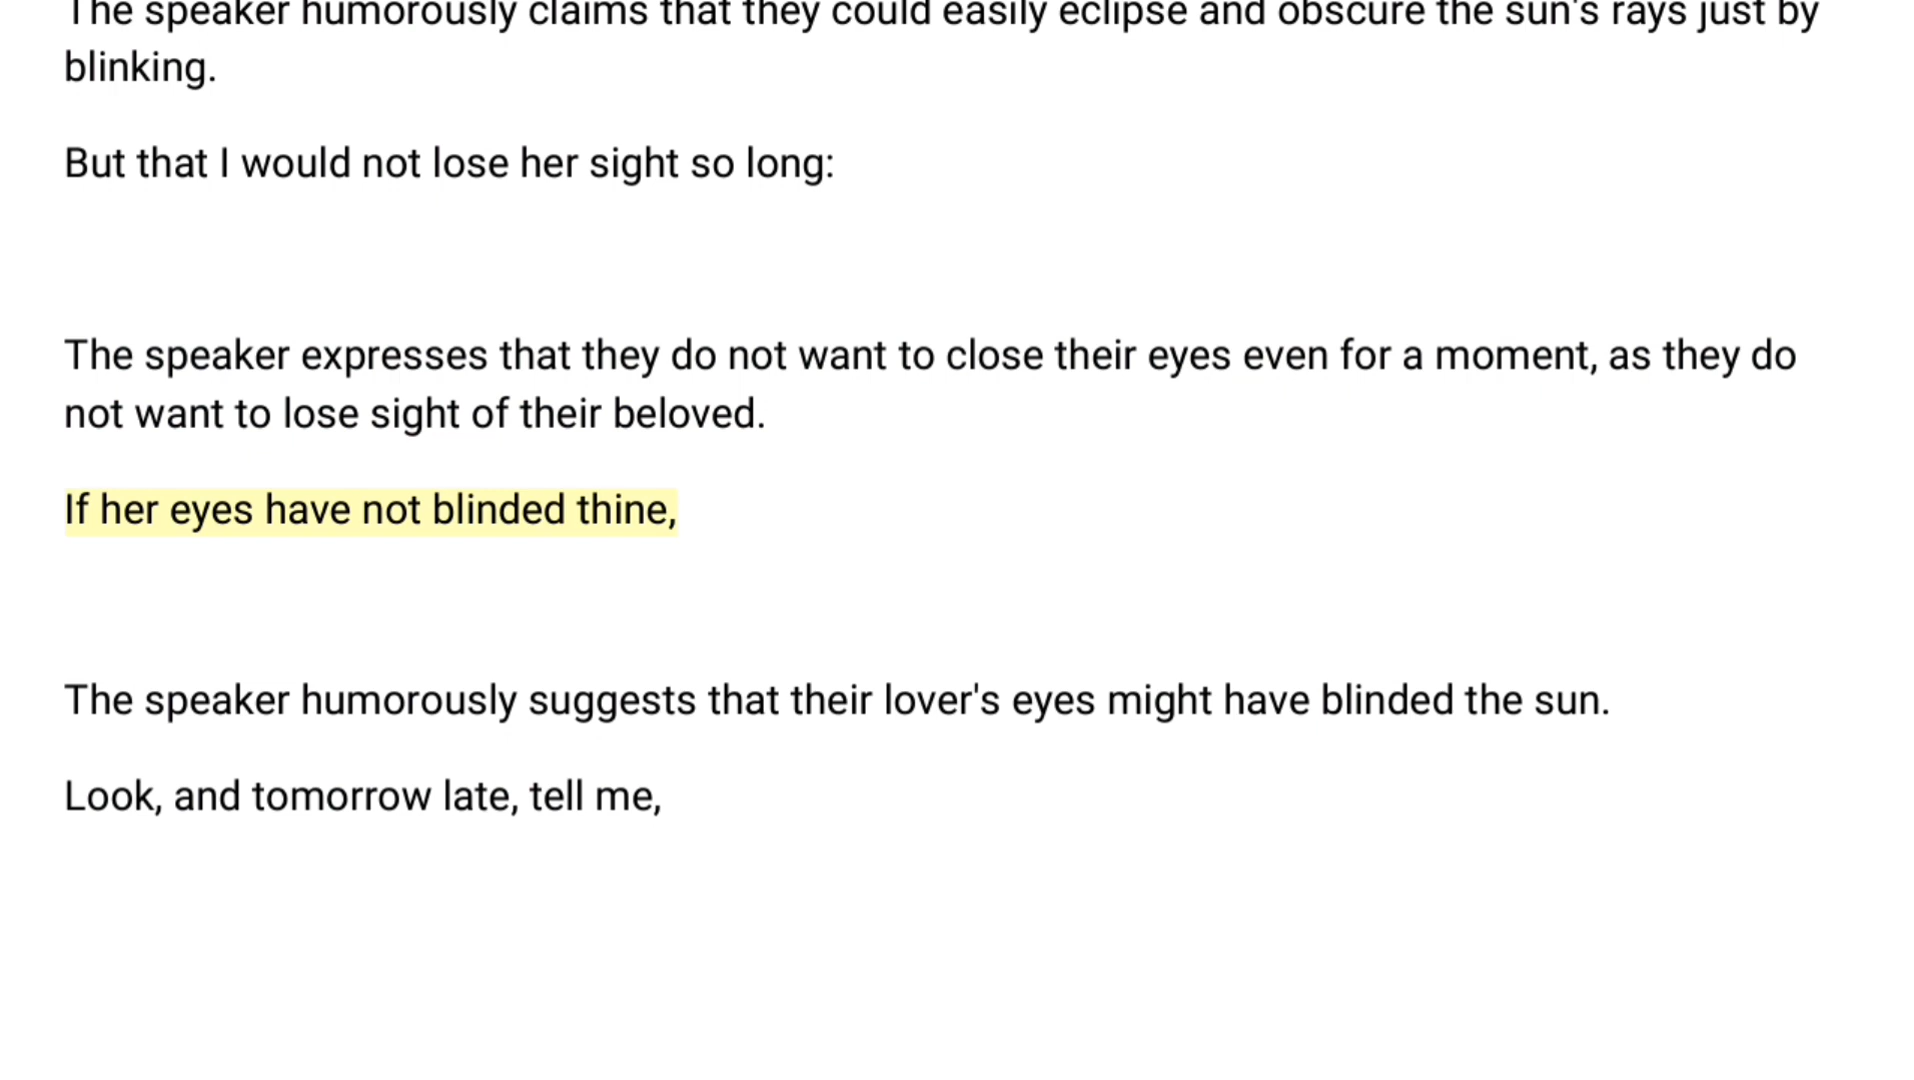 The speaker humorously claims that they could easily eclipse and obscure the sun's rays just by
blinking.
But that I would not lose her sight so long:
The speaker expresses that they do not want to close their eyes even for a moment, as they do
not want to lose sight of their beloved.
If her eyes have not blinded thine,
The speaker humorously suggests that their lover's eyes might have blinded the sun.
Look, and tomorrow late, tell me,